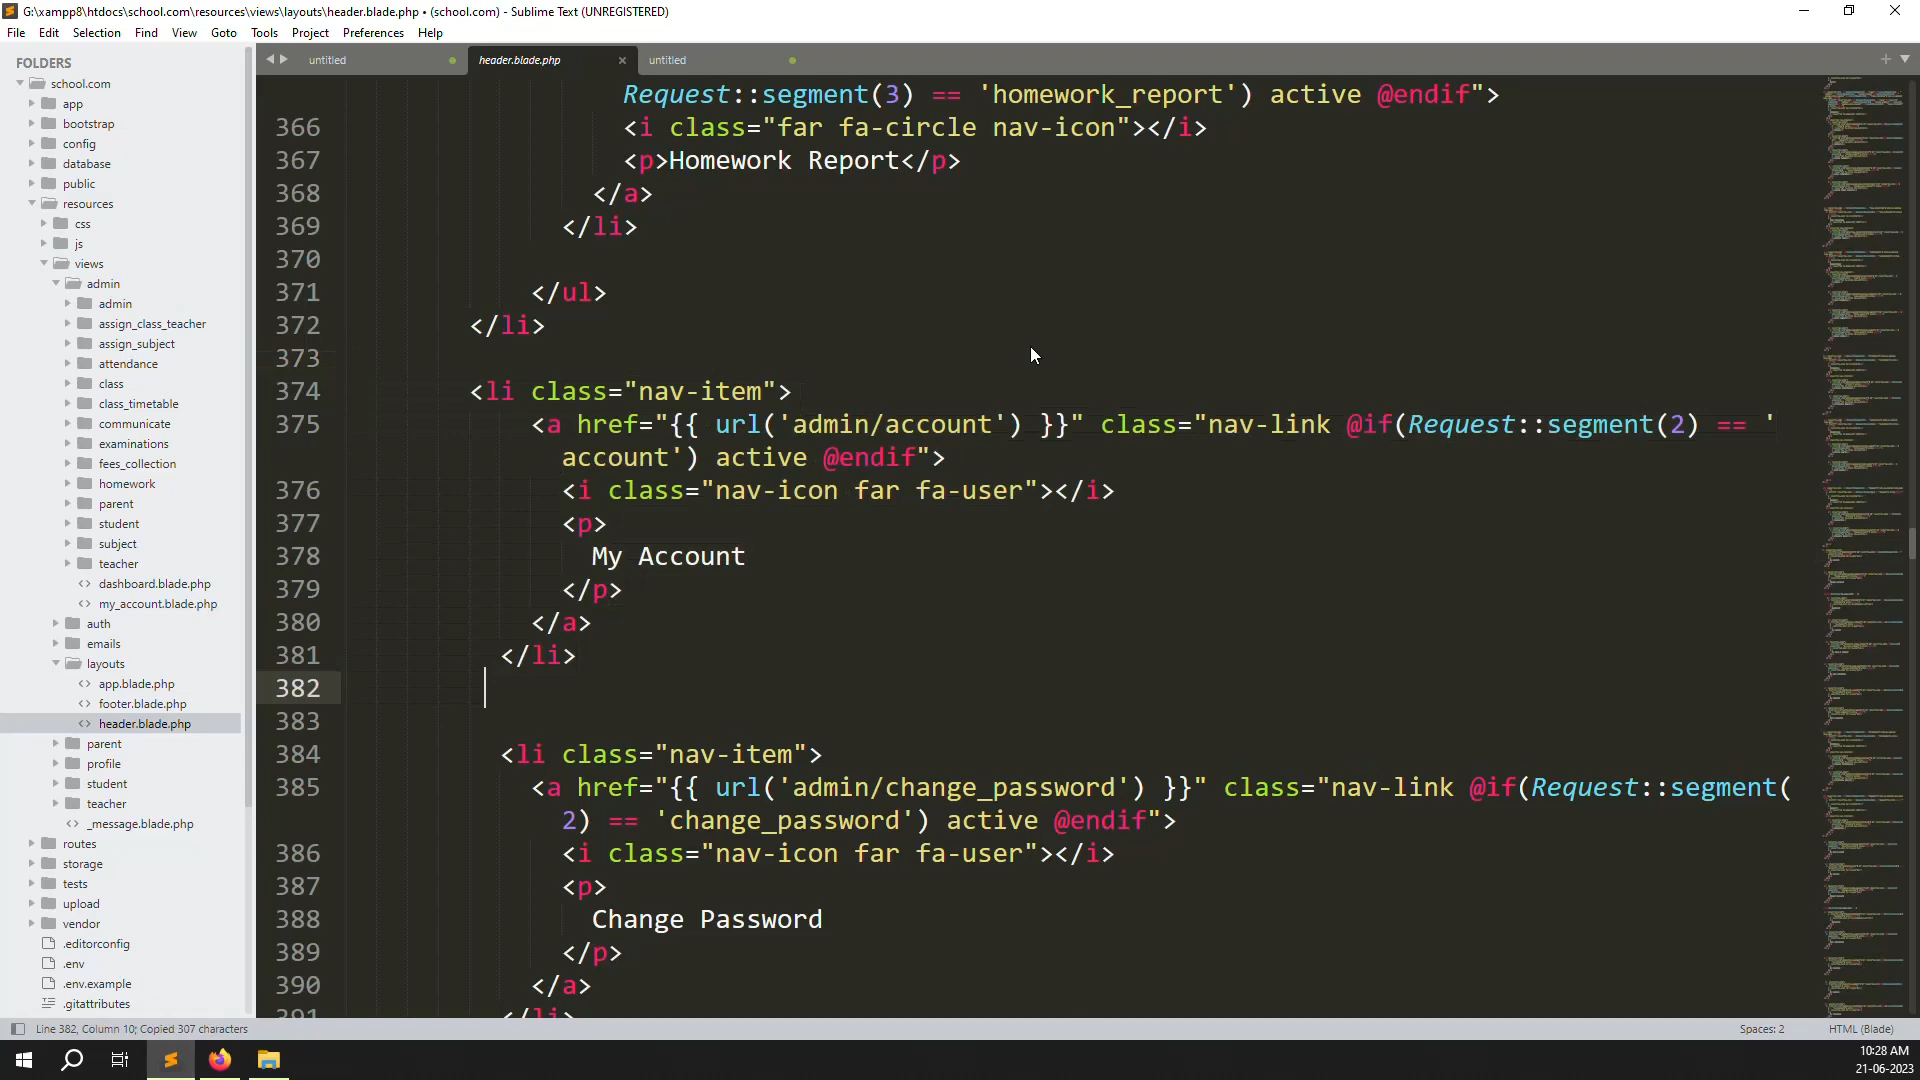 G:\xampp8\htdocs\school.com\resources\views\layouts\header.blade.php • (school.com) - Sublime Text (UNREGISTERED)
File Edit Selection Find View Goto Tools Project Preferences Help
FOLDERS
school.com
app
bootstrap
config
database
public
resources
css
js
views
admin
admin
assign_class_teacher
assign_subject
attendance
class
class_timetable
communicate
examinations
fees_collection
homework
parent
student
subject
teacher
dashboard.blade.php
my_account.blade.php
auth
emails
layouts
app.blade.php
footer.blade.php
header.blade.php
parent
profile
student
teacher
_message.blade.php
routes
storage
tests
upload
vendor
.editorconfig
.env
.env.example
.gitattributes
untitled header.blade.php untitled
Request::segment(3) == 'homework_report') active @endif">
366 <i class="far fa-circle nav-icon"></i>
367 <p>Homework Report</p>
368 </a>
369 </li>
370
371 </ul>
372 </li>
373
374 <li class="nav-item">
375 <a href="{{ url('admin/account') }}" class="nav-link @if(Request::segment(2) == '
account') active @endif">
376 <i class="nav-icon far fa-user"></i>
377 <p>
378 My Account
379 </p>
380 </a>
381 </li>
382
383
384 <li class="nav-item">
385 <a href="{{ url('admin/change_password') }}" class="nav-link @if(Request::segment(
2) == 'change_password') active @endif">
386 <i class="nav-icon far fa-user"></i>
387 <p>
388 Change Password
389 </p>
390 </a>
391 </li>
Line 382, Column 10; Copied 307 characters
Spaces: 2 HTML (Blade)
10:28 AM
21-06-2023